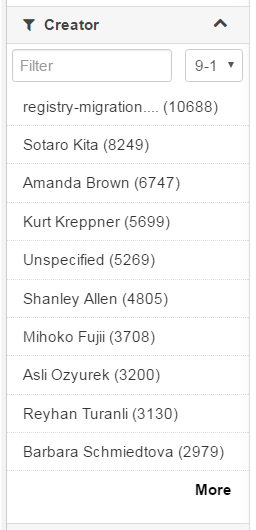 Creator
Filter
9-1
registry-migration.... (10688)
Sotaro Kita (8249)
Amanda Brown (6747)
Kurt Kreppner (5699)
Unspecified (5269)
Shanley Allen (4805)
Mihoko Fujii (3708)
Asli Ozyurek (3200)
Reyhan Turanli (3130)
Barbara Schmiedtova (2979)
More